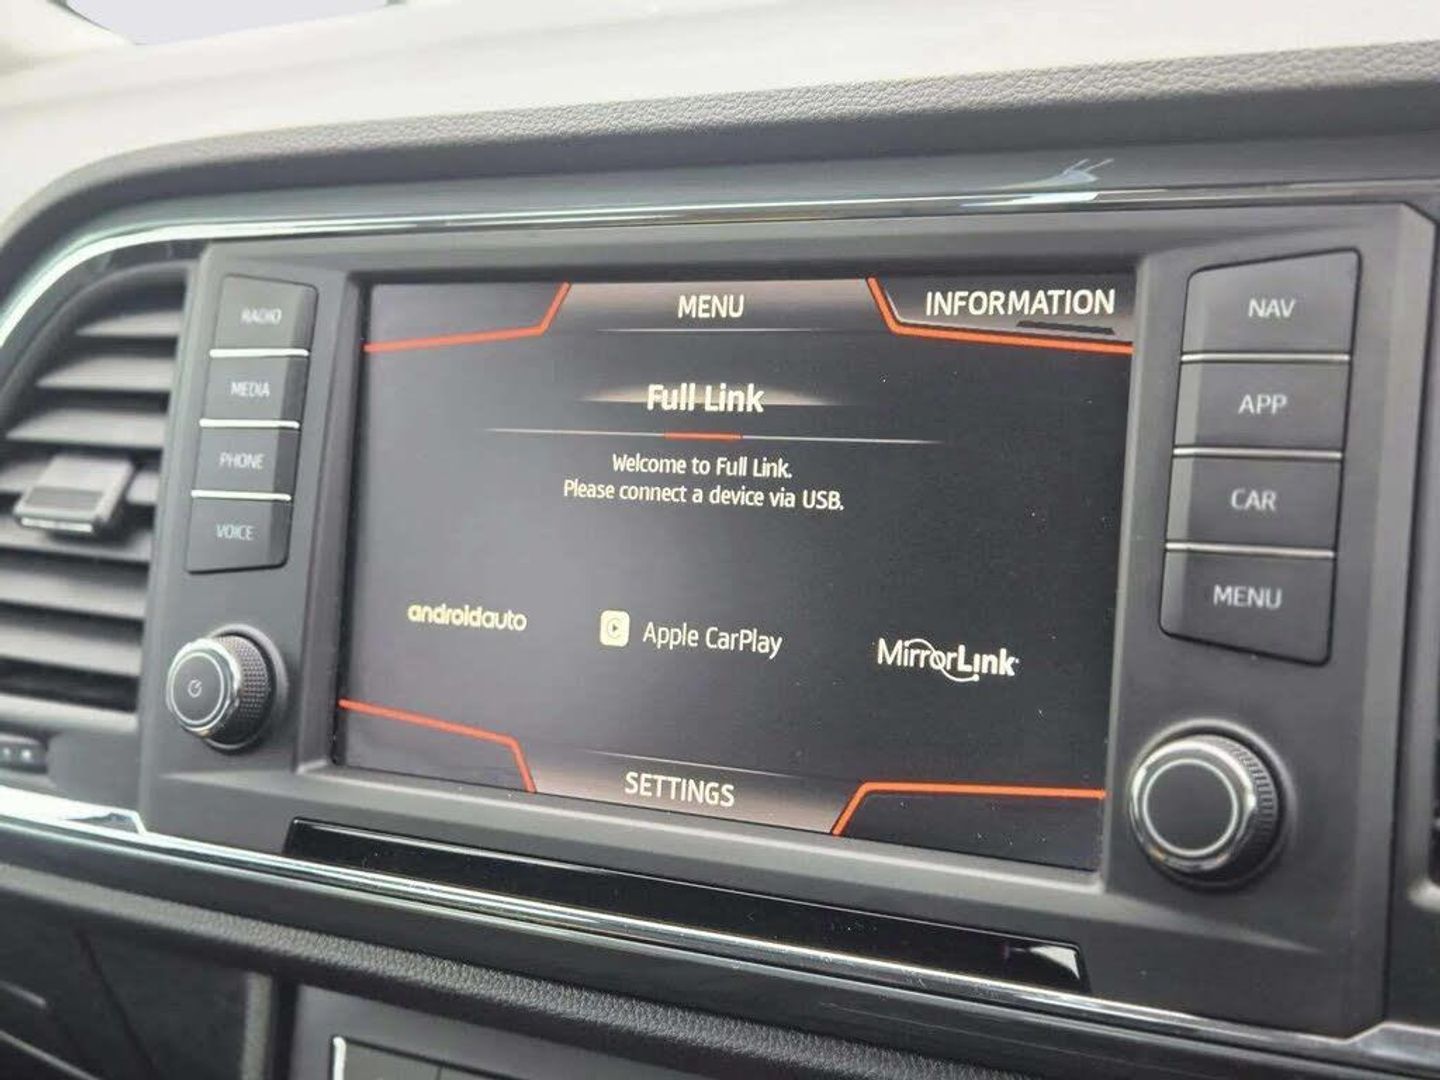 RADIO
MEDIA
PHONE
VOICE
MENU
INFORMATION
Full Link
Welcome to Full Link.
Please connect a device via USB.
androidauto
Apple CarPlay
MirrorLink
SETTINGS
NAV
APP
CAR
MENU